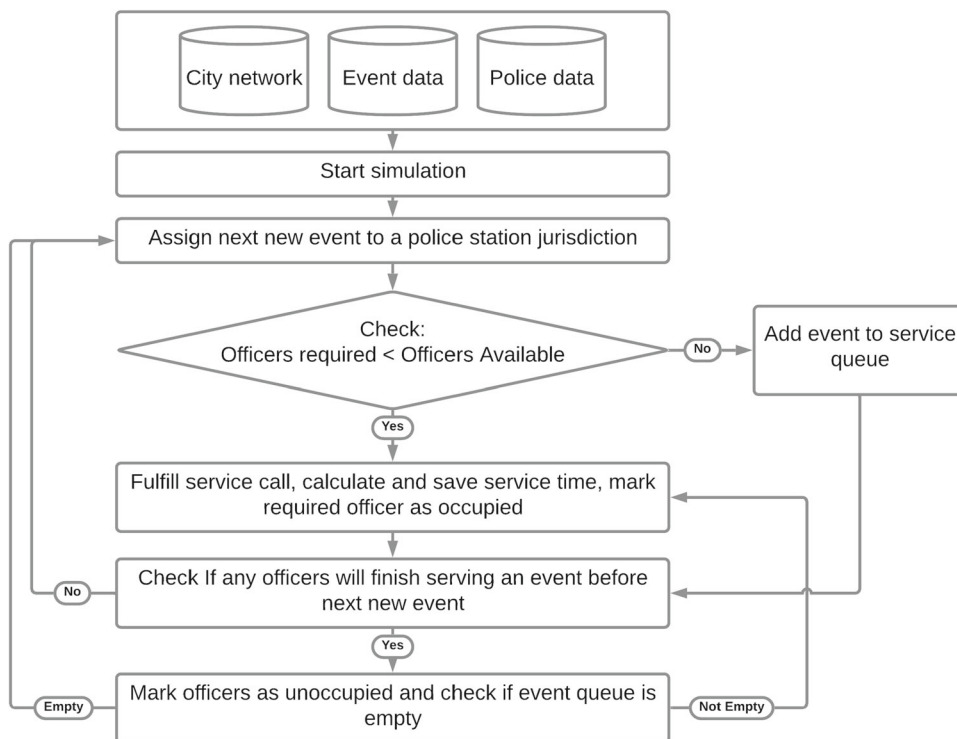 City network
Event data
Police data
Start simulation
Assign next new event to a police station jurisdiction
Check:
Officers required < Officers Available
No
Add event to service
queue
Yes
Fulfill service call, calculate and save service time, mark
required officer as occupied
Check If any officers will finish serving an event before
next new event
No
Yes
Mark officers as unoccupied and check if event queue is
empty
Empty
Not Empty